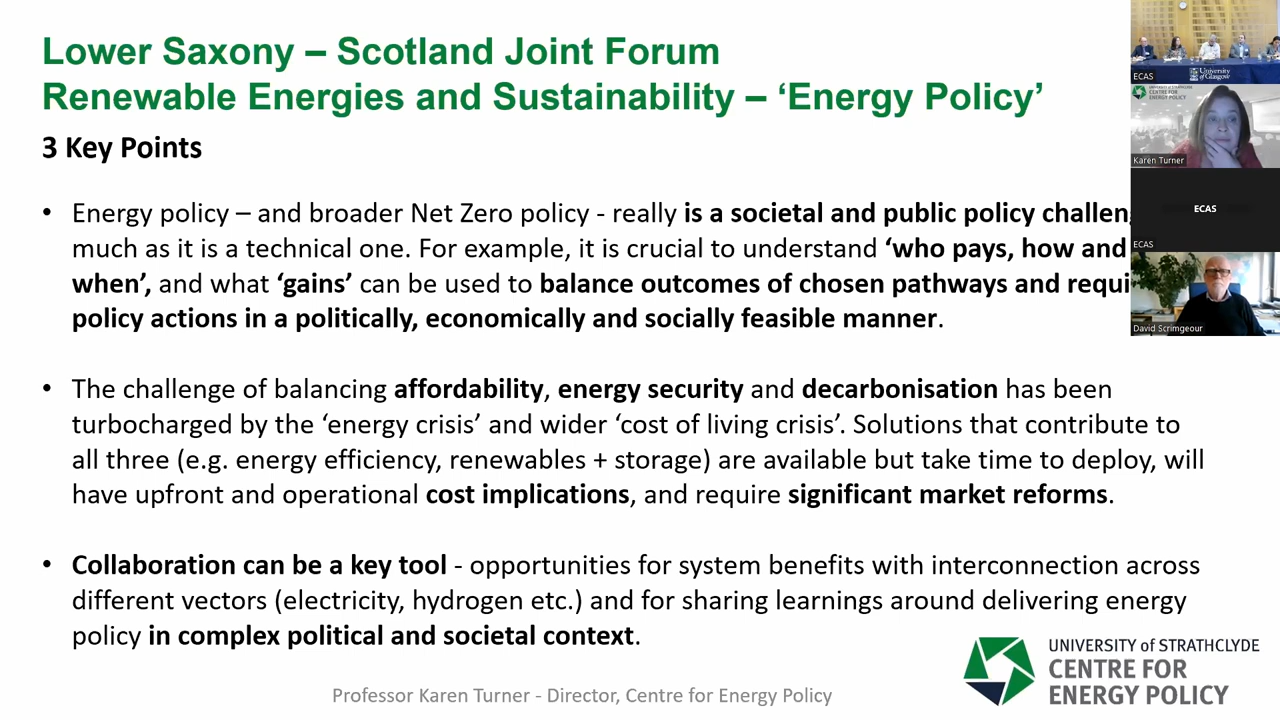 Lower Saxony – Scotland Joint Forum
Renewable Energies and Sustainability – ‘Energy Policy’
3 Key Points
• Energy policy – and broader Net Zero policy - really is a societal and public policy
much as it is a technical one. For example, it is crucial to understand ‘who pays, how and
when’, and what ‘gains’ can be used to balance outcomes of chosen pathways and
policy actions in a politically, economically and socially feasible manner.
• The challenge of balancing affordability, energy security and decarbonisation has been
turbocharged by the ‘energy crisis’ and wider ‘cost of living crisis’. Solutions that contribute to
all three (e.g. energy efficiency, renewables + storage) are available but take time to deploy, will
have upfront and operational cost implications, and require significant market reforms.
• Collaboration can be a key tool - opportunities for system benefits with interconnection across
different vectors (electricity, hydrogen etc.) and for sharing learnings around delivering energy
policy in complex political and societal context.
Professor Karen Turner - Director, Centre for Energy Policy
UNIVERSITY of STRATHCLYDE
CENTRE FOR
ENERGY POLICY
ECAS
University
of Glasgow
UNIVERSITY of STRATHCLYDE
CENTRE FOR
ENERGY POLICY
Karen Turner
ECAS
ECAS
David Scrimgeour